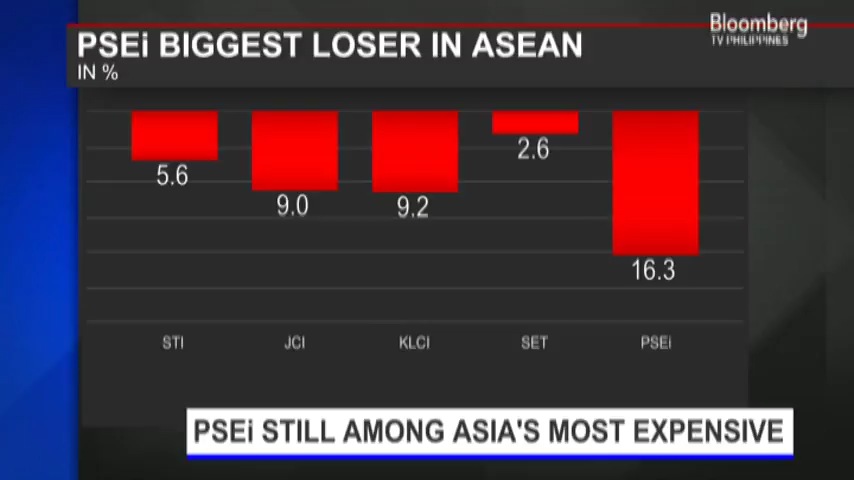 Bloomberg
TV PHILIPPINES
PSEi BIGGEST LOSER IN ASEAN
IN %
5.6
9.0
9.2
2.6
16.3
STI
JCI
KLCI
SET
PSEi
PSEi STILL AMONG ASIA'S MOST EXPENSIVE